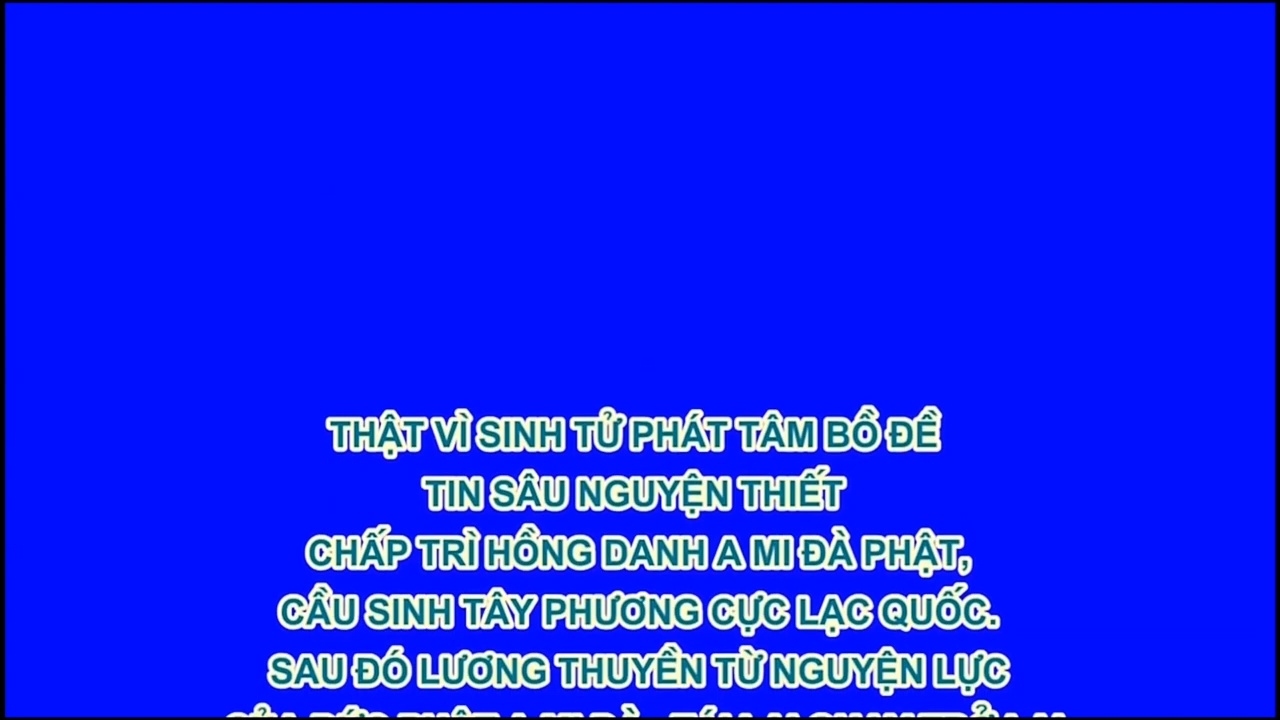 THẬT VÌ SINH TỬ PHÁT TÂM BỒ ĐỀ
TIN SÂU NGUYỆN THIẾT
CHẤP TRÌ HỒNG DANH A MI ĐÀ PHẬT,
CẦU SINH TÂY PHƯƠNG CỰC LẠC QUỐC.
SAU ĐÓ LƯƠNG THUYỀN TỪ NGUYỆN LỰC